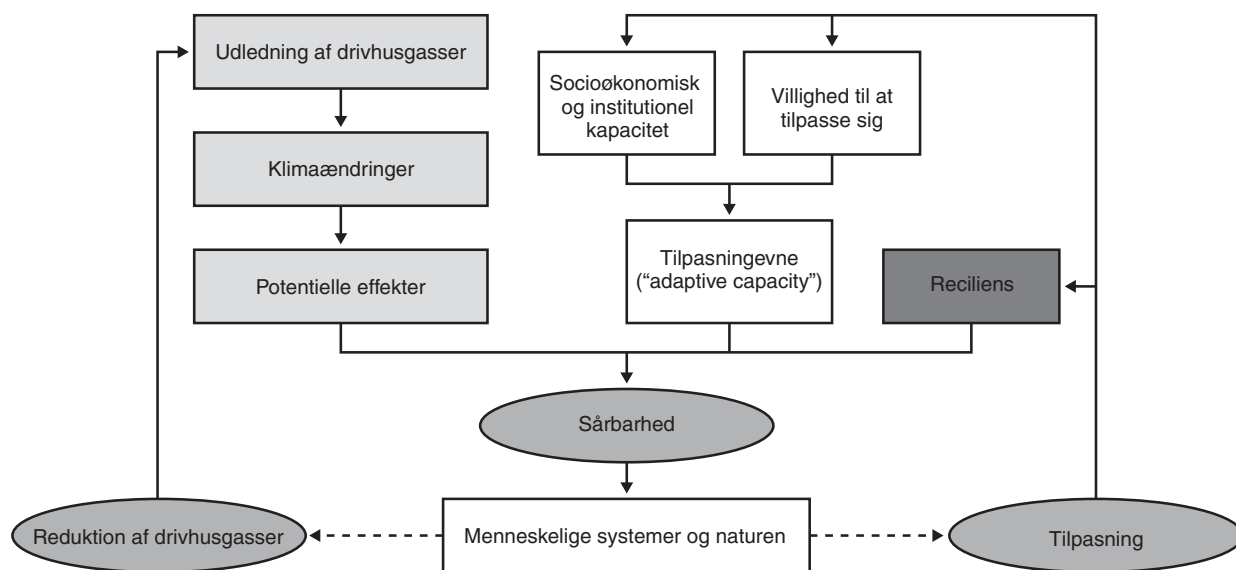 Udledning af drivhusgasser
Klimaændringer
Potentielle effekter
Socioøkonomisk
og institutionel
kapacitet
Villighed til at
tilpasse sig
Tilpasningevne
(“adaptive capacity”)
Reciliens
Sårbarhed
Reduktion af drivhusgasser
Menneskelige systemer og naturen
Tilpasning